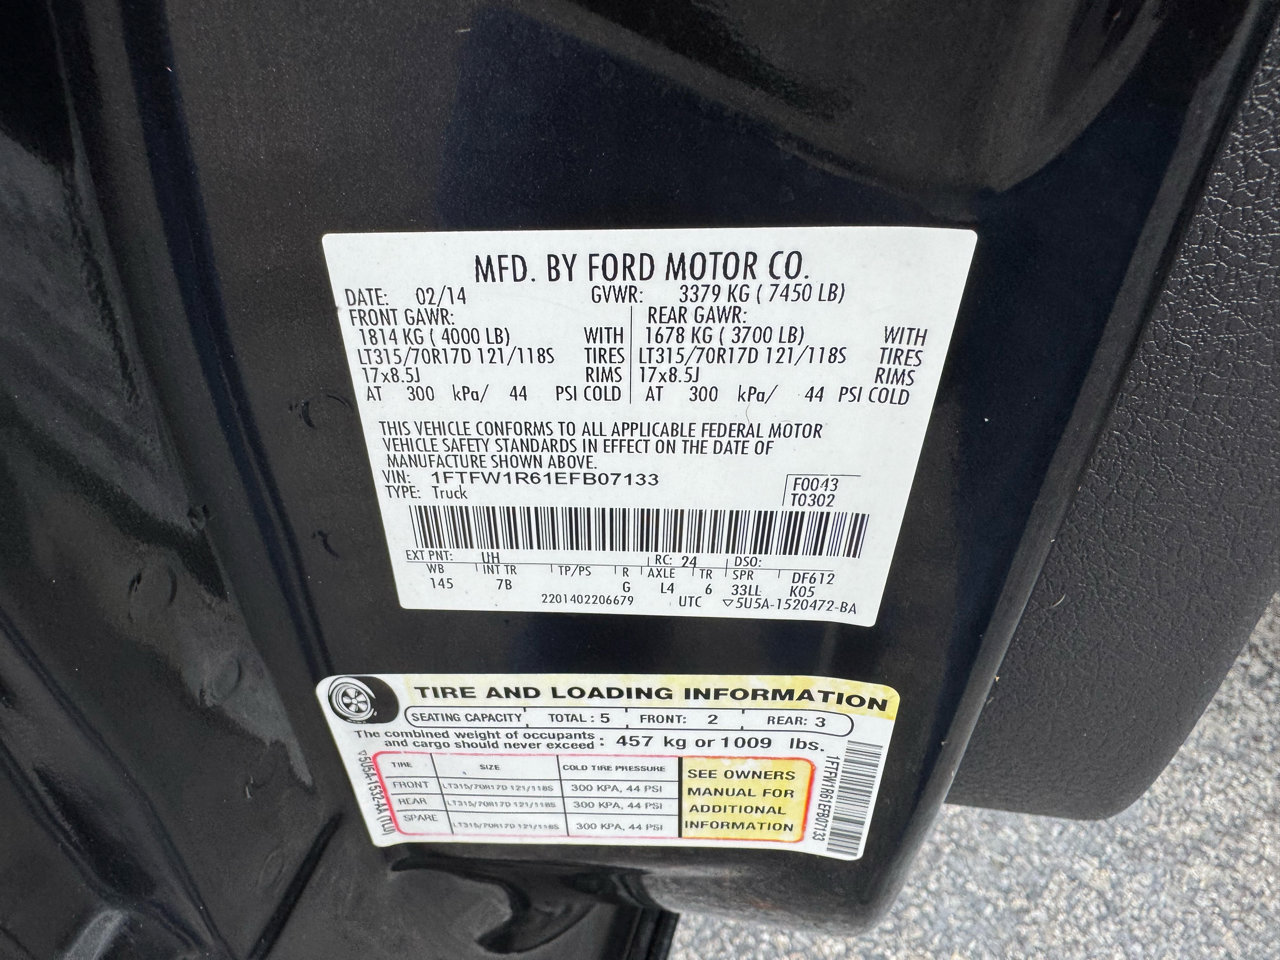 MFD. BY FORD MOTOR CO.
DATE: 02/14 GVWR: 3379 KG ( 7450 LB)
FRONT GAWR: REAR GAWR:
1814 KG ( 4000 LB) WITH 1678 KG ( 3700 LB) WITH
LT315/70R17D 121/118S TIRES LT315/70R17D 121/118S TIRES
17x8.5J RIMS 17x8.5J RIMS
AT 300 kPa/ 44 PSI COLD AT 300 kPa/ 44 PSI COLD
THIS VEHICLE CONFORMS TO ALL APPLICABLE FEDERAL MOTOR
VEHICLE SAFETY STANDARDS IN EFFECT ON THE DATE OF
MANUFACTURE SHOWN ABOVE.
VIN: 1FTFW1R61EFB07133 F0043
TYPE: Truck T0302
EXT PNT: UH RC: 24 DSO:
WB INT TR TP/PS R AXLE TR SPR DF612
145 7B G L4 6 33LL K05
2201402206679 UTC ▽5U5A-1520472-BA
TIRE AND LOADING INFORMATION
SEATING CAPACITY TOTAL : 5 FRONT: 2 REAR: 3
The combined weight of occupants and cargo should never exceed : 457 kg or 1009 lbs.
TIRE SIZE COLD TIRE PRESSURE
FRONT LT315/70R17D 121/118S 300 KPA, 44 PSI
REAR LT315/70R17D 121/118S 300 KPA, 44 PSI
SPARE LT315/70R17D 121/118S 300 KPA, 44 PSI
SEE OWNERS
MANUAL FOR
ADDITIONAL
INFORMATION
▽5U5A-1532-AA (TLU)
1FTFW1R61EFB07133